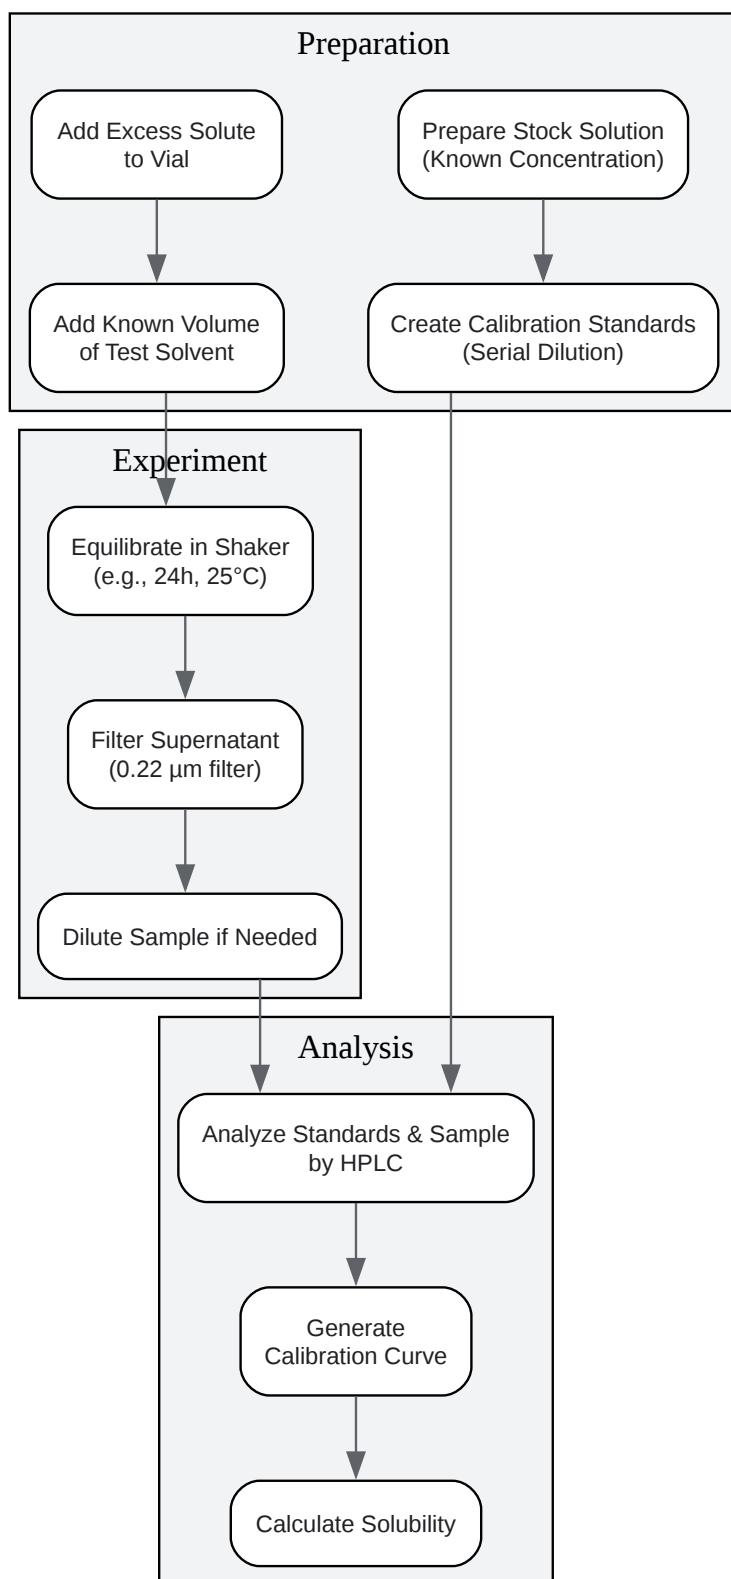 Preparation
Add Excess Solute
to Vial
Prepare Stock Solution
(Known Concentration)
Add Known Volume
of Test Solvent
Create Calibration Standards
(Serial Dilution)
Experiment
Equilibrate in Shaker
(e.g., 24h, 25°C)
Filter Supernatant
(0.22 µm filter)
Dilute Sample if Needed
Analysis
Analyze Standards & Sample
by HPLC
Generate
Calibration Curve
Calculate Solubility